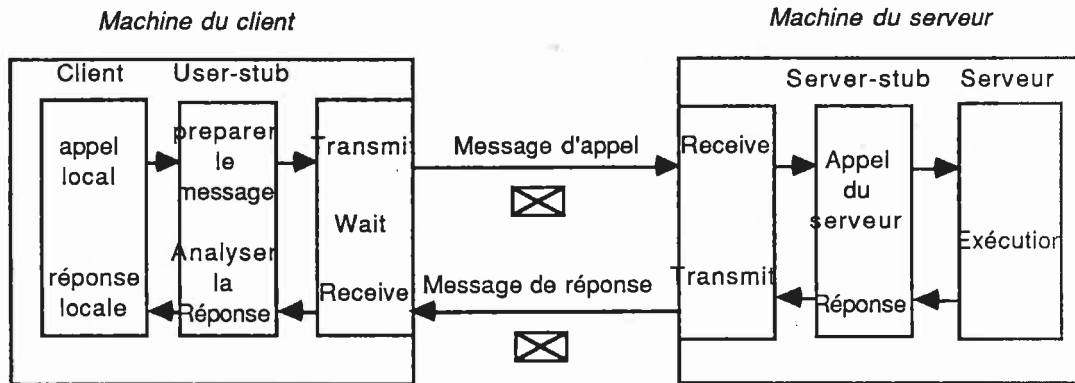 Machine du client
Machine du serveur
Client
User-stub
Server-stub
Serveur
appel
local
réponse
locale
preparer
le
message
Analyser
la
Réponse
Transmit
Wait
Receive
Message d'appel
Message de réponse
Receive
Transmit
Appel
du
serveur
Réponse
Exécution